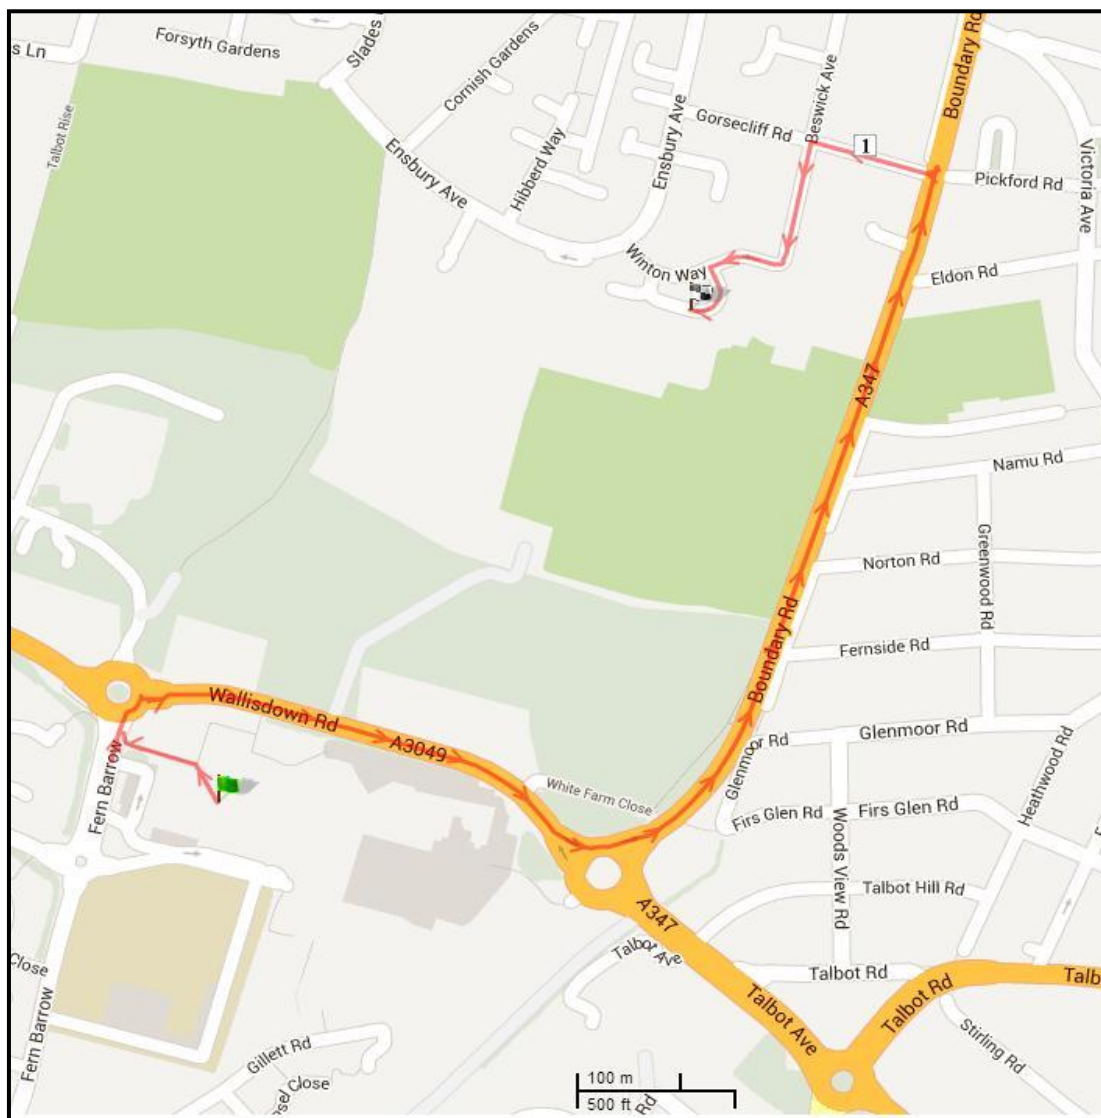 Slades
s Ln
Forsyth Gardens
Cornish Gardens
Boundary Rd
Talbot Rise
Gorsecliff Rd
Beswick Ave
1
Ensbury Ave
Hibberd Way
Ensbury Ave
Pickford Rd
Victoria Ave
Winton Way
Eldon Rd
A347
Namu Rd
Greenwood Rd
Norton Rd
Boundary Rd
Fernside Rd
Wallisdown Rd
A3049
Glenmoor Rd
Glenmoor Rd
Heathwood Rd
Fern Barrow
White Farm Close
Firs Glen Rd
Firs Glen Rd
Woods View Rd
Talbot Hill Rd
A347
Talbot Ave
Close
Talbot Rd
Talbot Rd
Talb
Fern Barrow
Talbot Ave
Stirling Rd
Gillett Rd
sel Close
100 m
500 ft
Rd